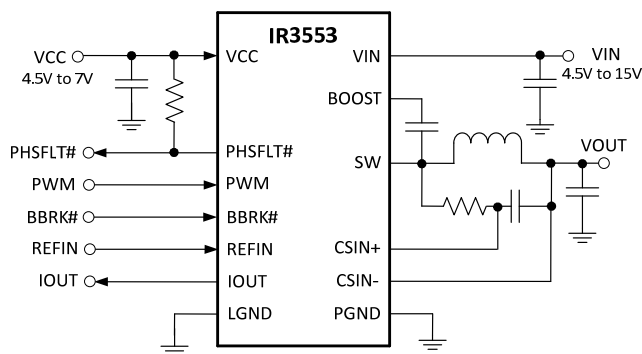 IR3553
VCC
4.5V to 7V
PHSFLT#
PWM
BBRK#
REFIN
IOUT
VCC
PHSFLT#
PWM
BBRK#
REFIN
IOUT
LGND
VIN
BOOST
SW
CSIN+
CSIN-
PGND
VIN
4.5V to 15V
VOUT